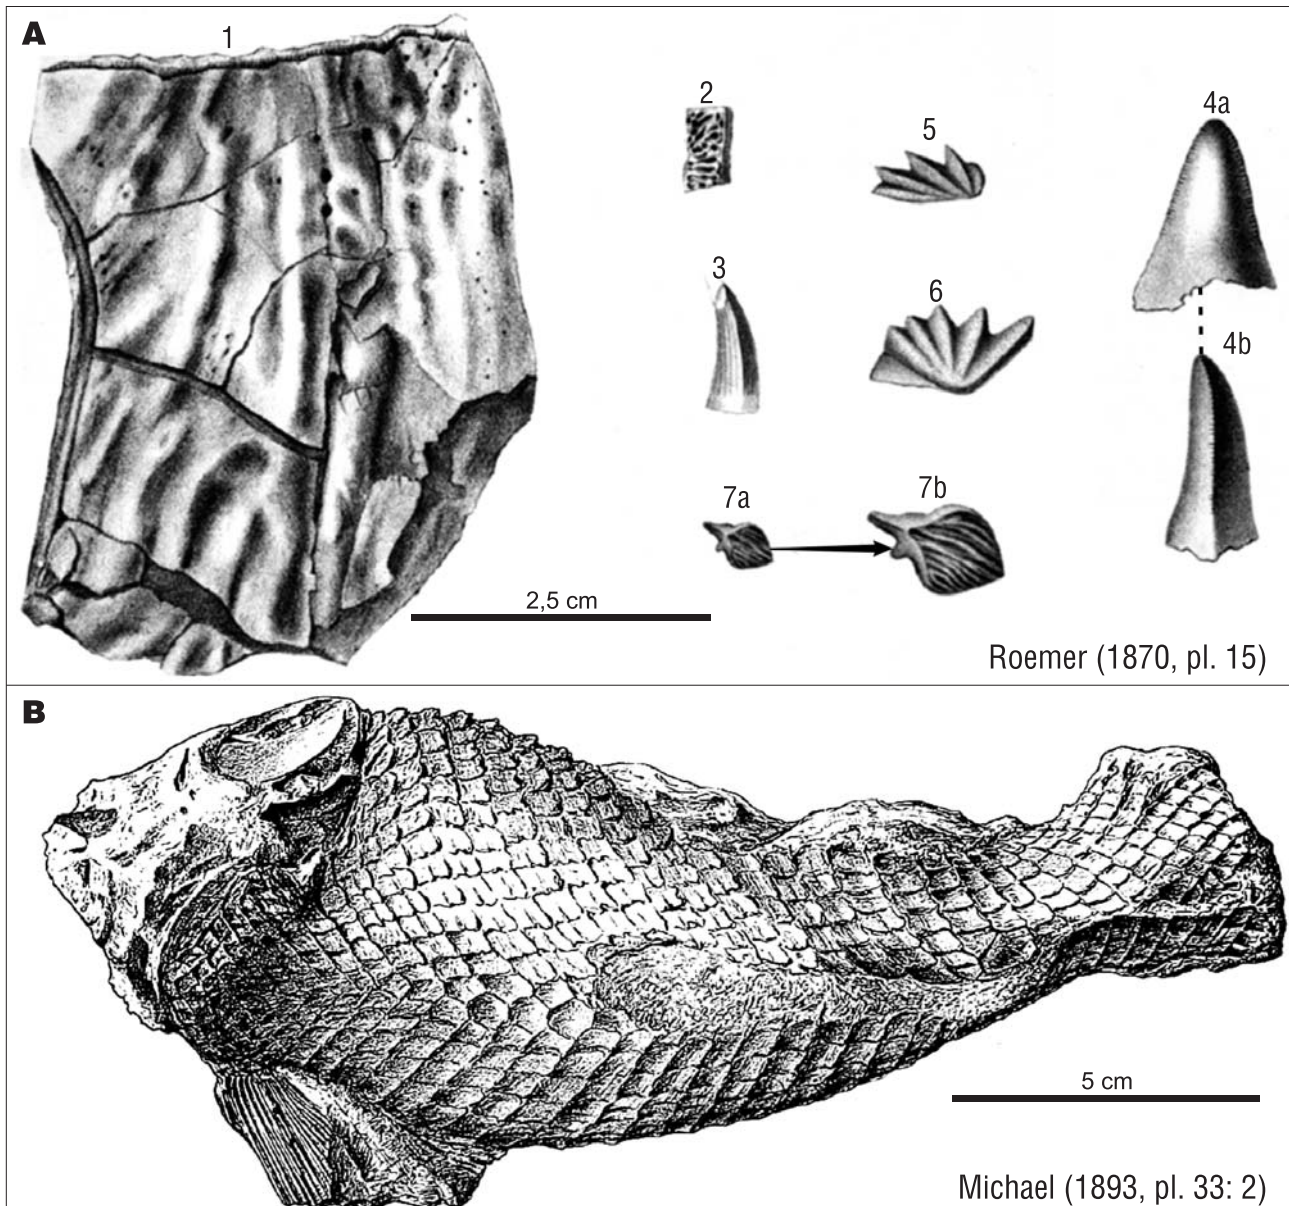 A
1
2
5
4a
3
6
4b
7a
7b
2,5 cm
Roemer (1870, pl. 15)
B
5 cm
Michael (1893, pl. 33: 2)